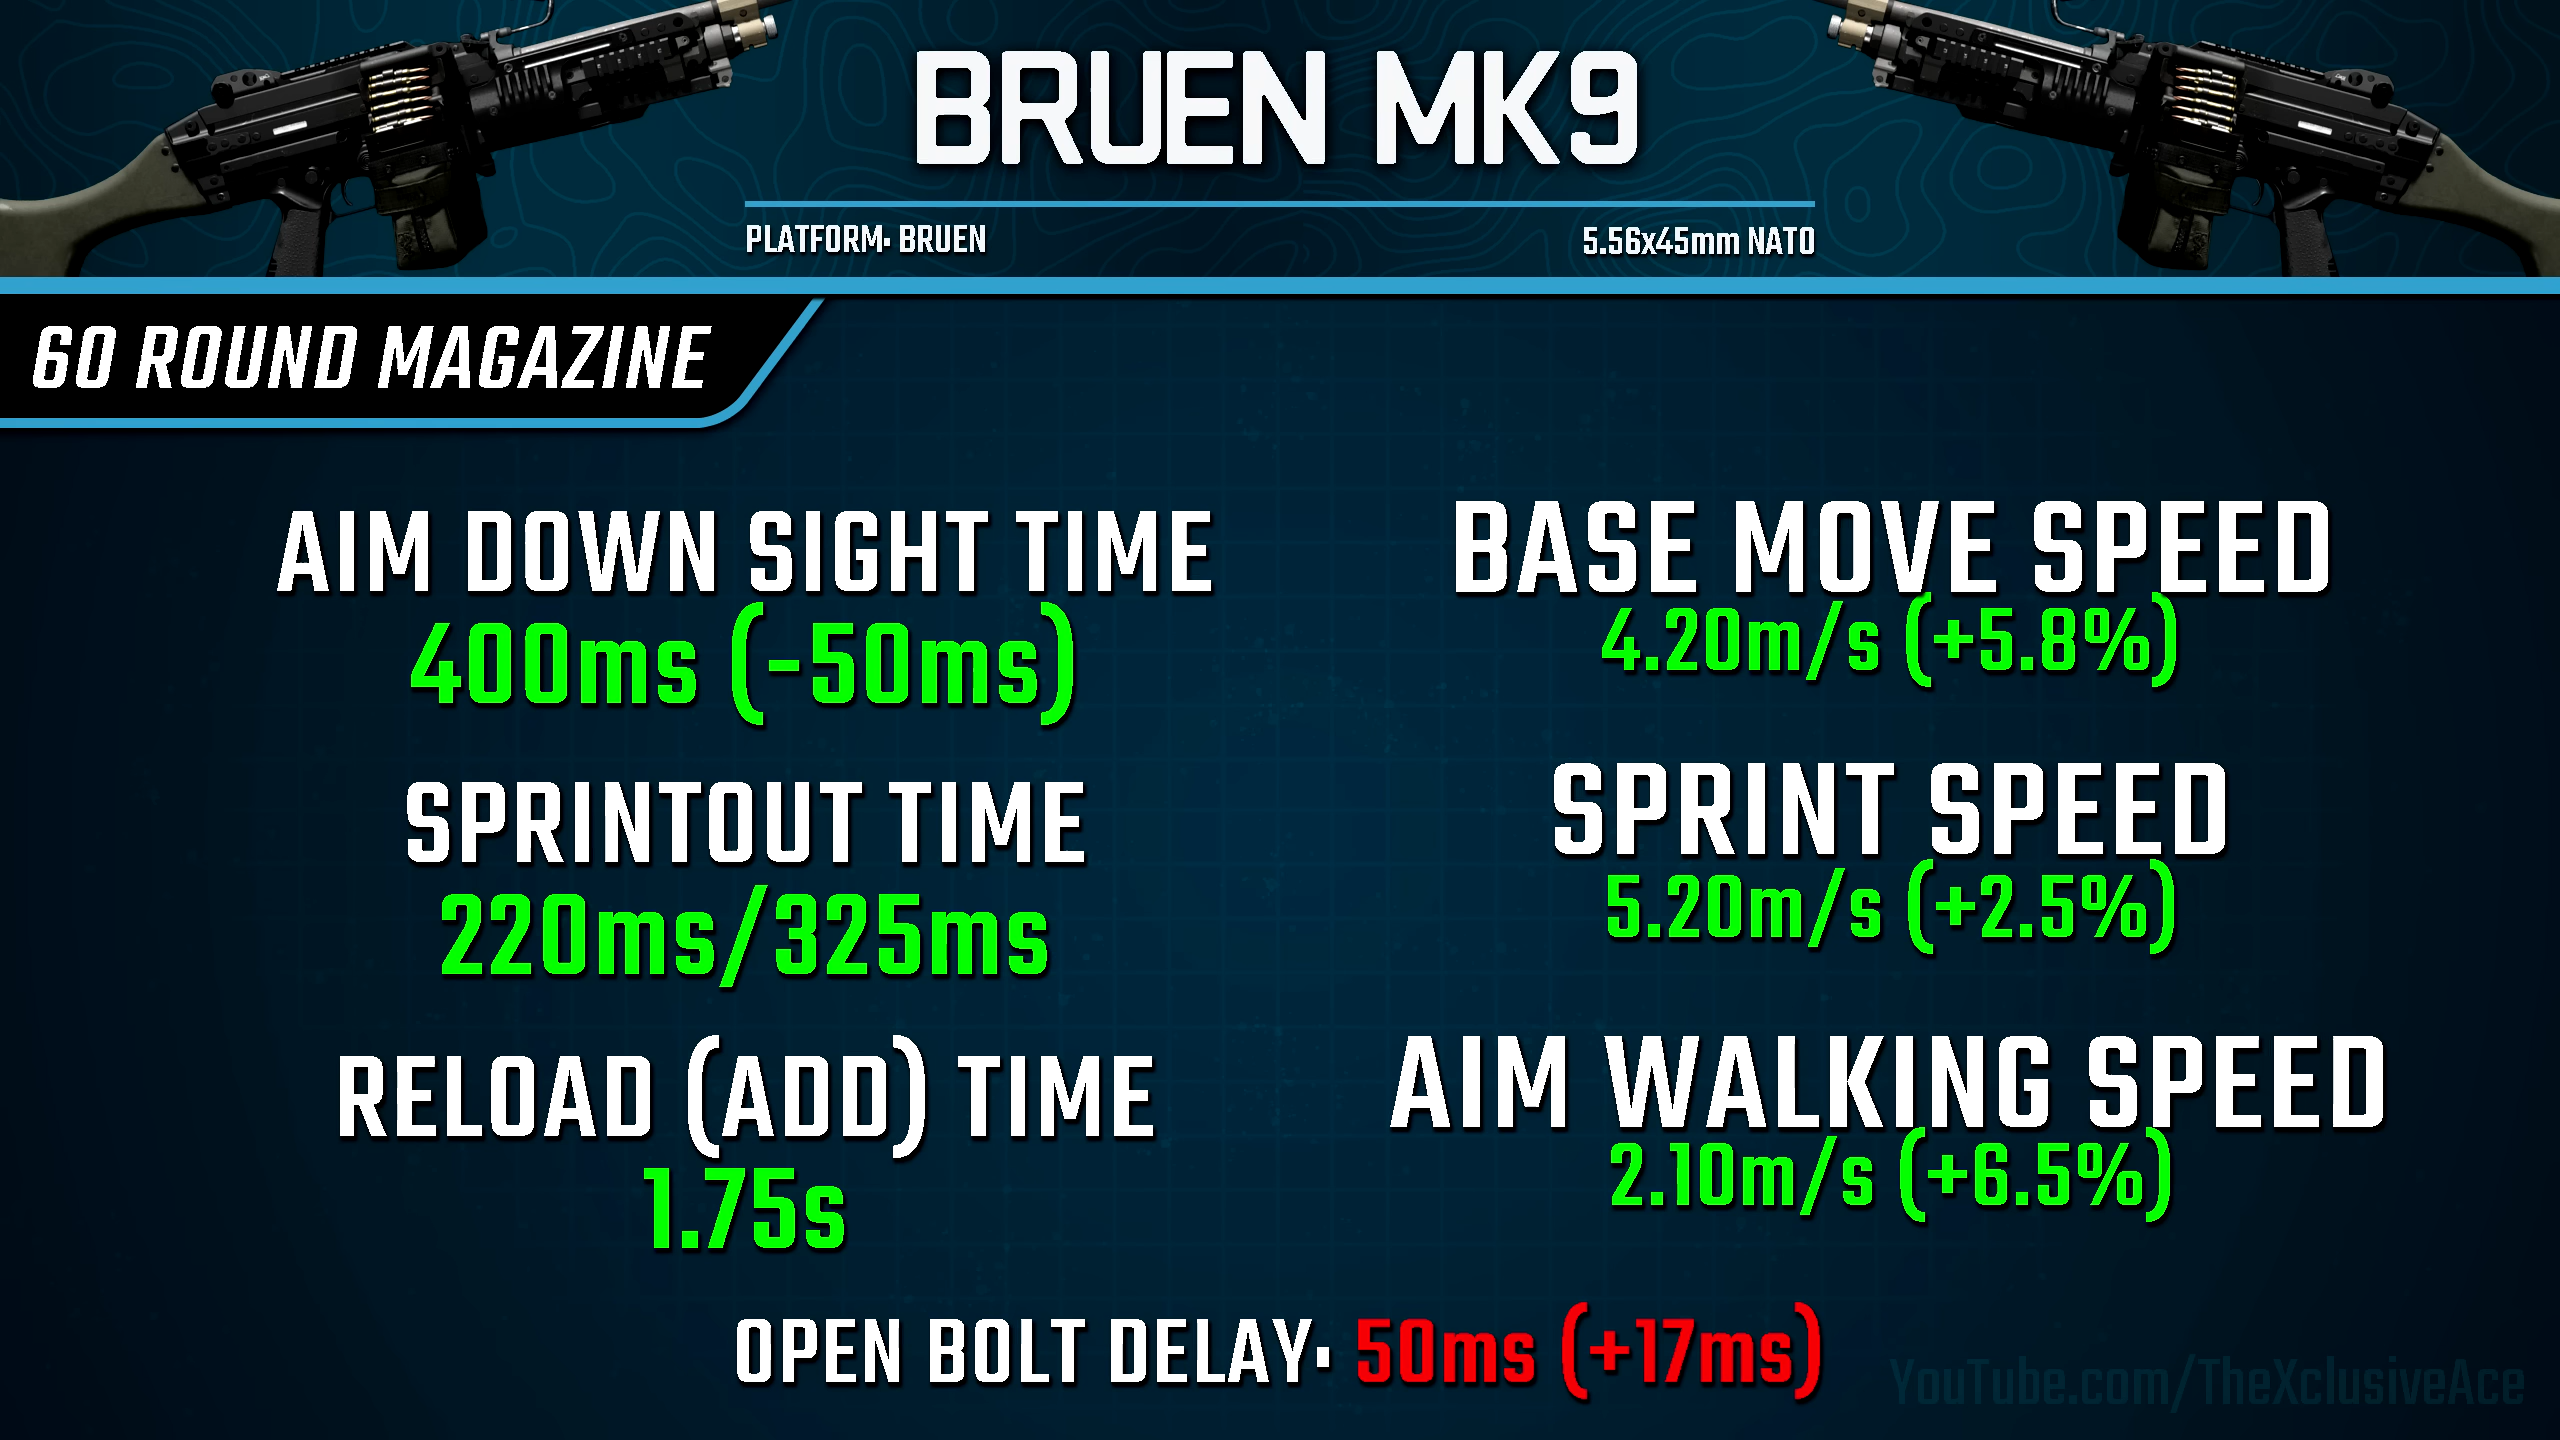 BRUEN MK9
PLATFORM: BRUEN
5.56x45mm NATO
60 ROUND MAGAZINE
AIM DOWN SIGHT TIME
400ms (-50ms)
SPRINTOUT TIME
220ms/325ms
RELOAD (ADD) TIME
1.75s
BASE MOVE SPEED
4.20m/s (+5.8%)
SPRINT SPEED
5.20m/s (+2.5%)
AIM WALKING SPEED
2.10m/s (+6.5%)
OPEN BOLT DELAY: 50ms (+17ms)
YouTube.com/TheXclusiveAce